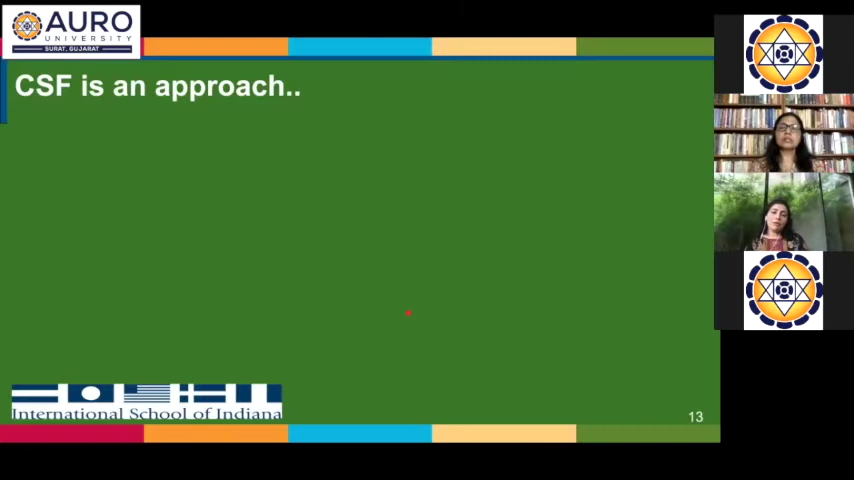 AURO
UNIVERSITY
SURAT, GUJARAT
CSF is an approach..
International School of Indiana
13